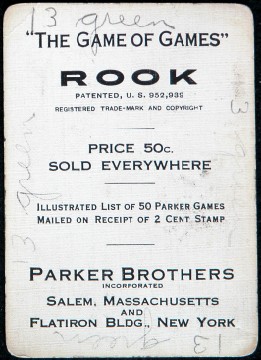 13 green
"THE GAME OF GAMES"
ROOK
PATENTED, U. S. 952,939
REGISTERED TRADE-MARK AND COPYRIGHT
13 green
PRICE 50c.
SOLD EVERYWHERE
ILLUSTRATED LIST OF 50 PARKER GAMES
MAILED ON RECEIPT OF 2 CENT STAMP
PARKER BROTHERS
INCORPORATED
SALEM, MASSACHUSETTS
AND
FLATIRON BLDG., NEW YORK
13 green